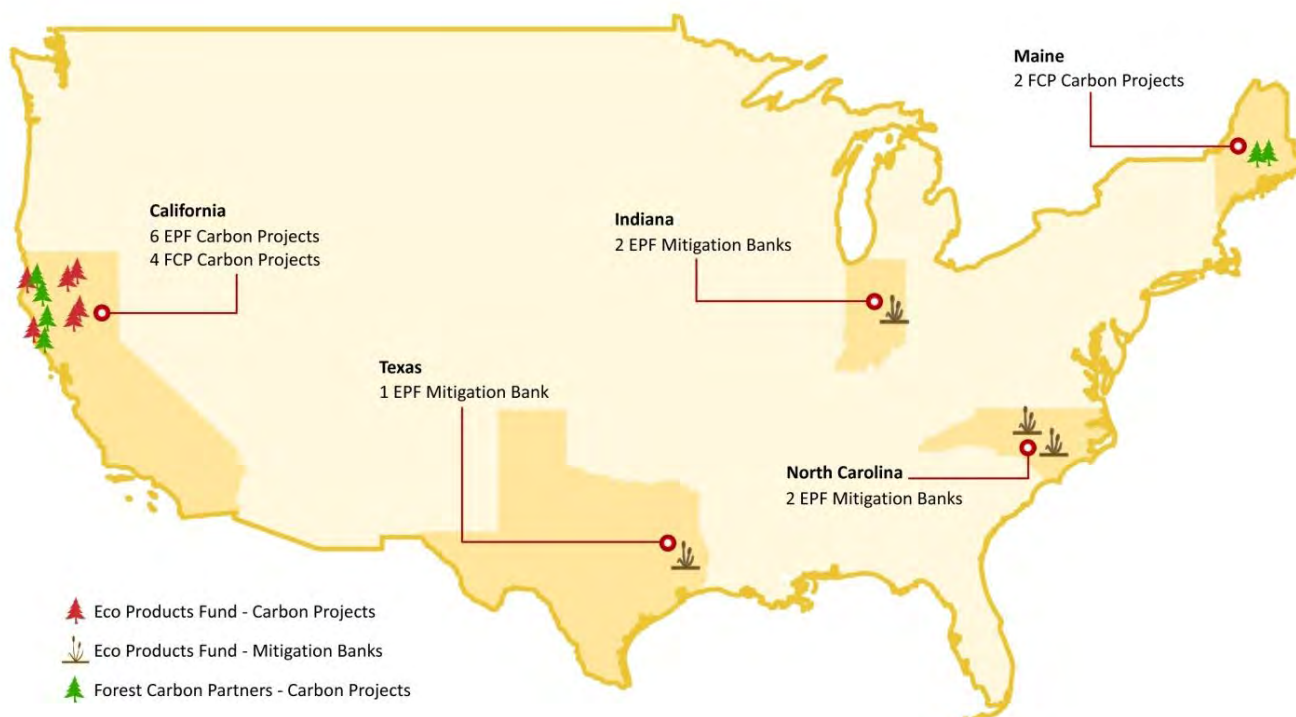 Maine
2 FCP Carbon Projects
California
6 EPF Carbon Projects
4 FCP Carbon Projects
Indiana
2 EPF Mitigation Banks
Texas
1 EPF Mitigation Bank
North Carolina
2 EPF Mitigation Banks
Eco Products Fund - Carbon Projects
Eco Products Fund - Mitigation Banks
Forest Carbon Partners - Carbon Projects